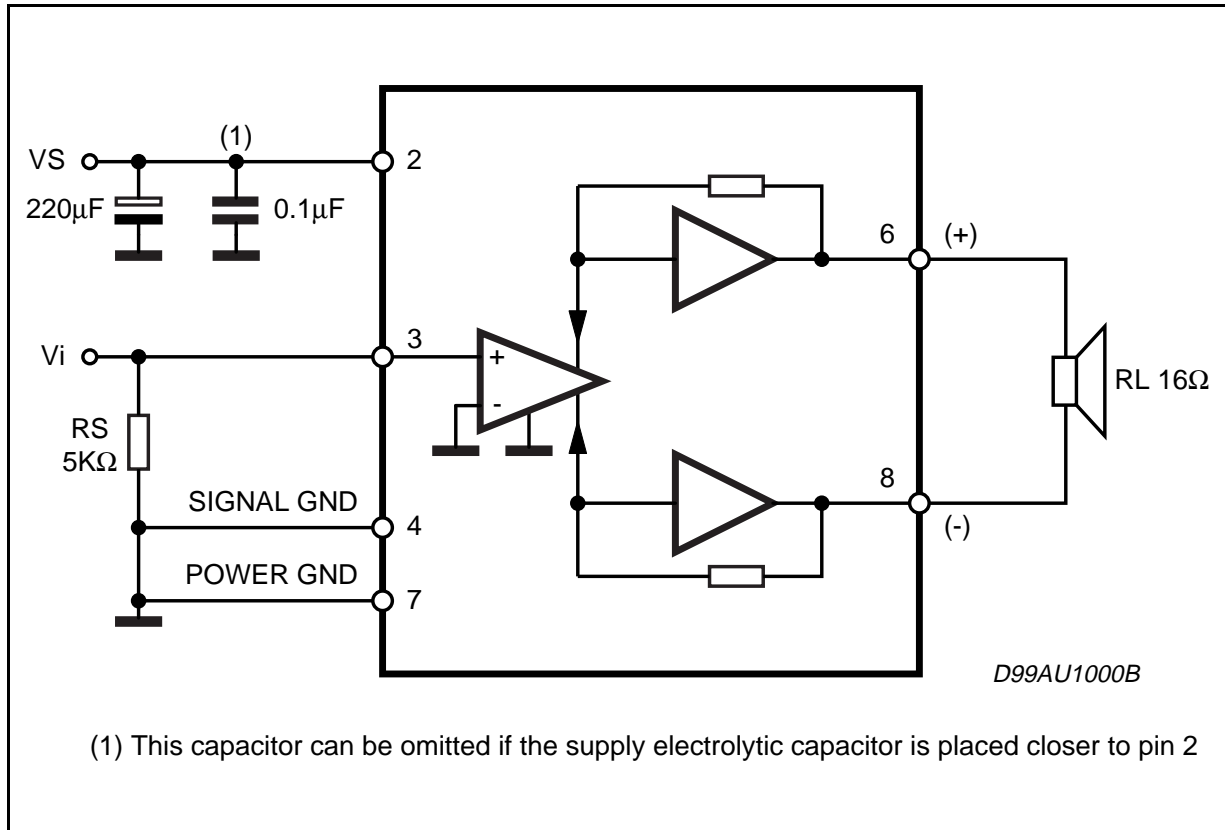 (1)
VS
2
220μF
0.1μF
6
(+)
Vi
3
+
-
RS
5KΩ
RL 16Ω
SIGNAL GND
4
8
(-)
POWER GND
7
D99AU1000B
(1) This capacitor can be omitted if the supply electrolytic capacitor is placed closer to pin 2